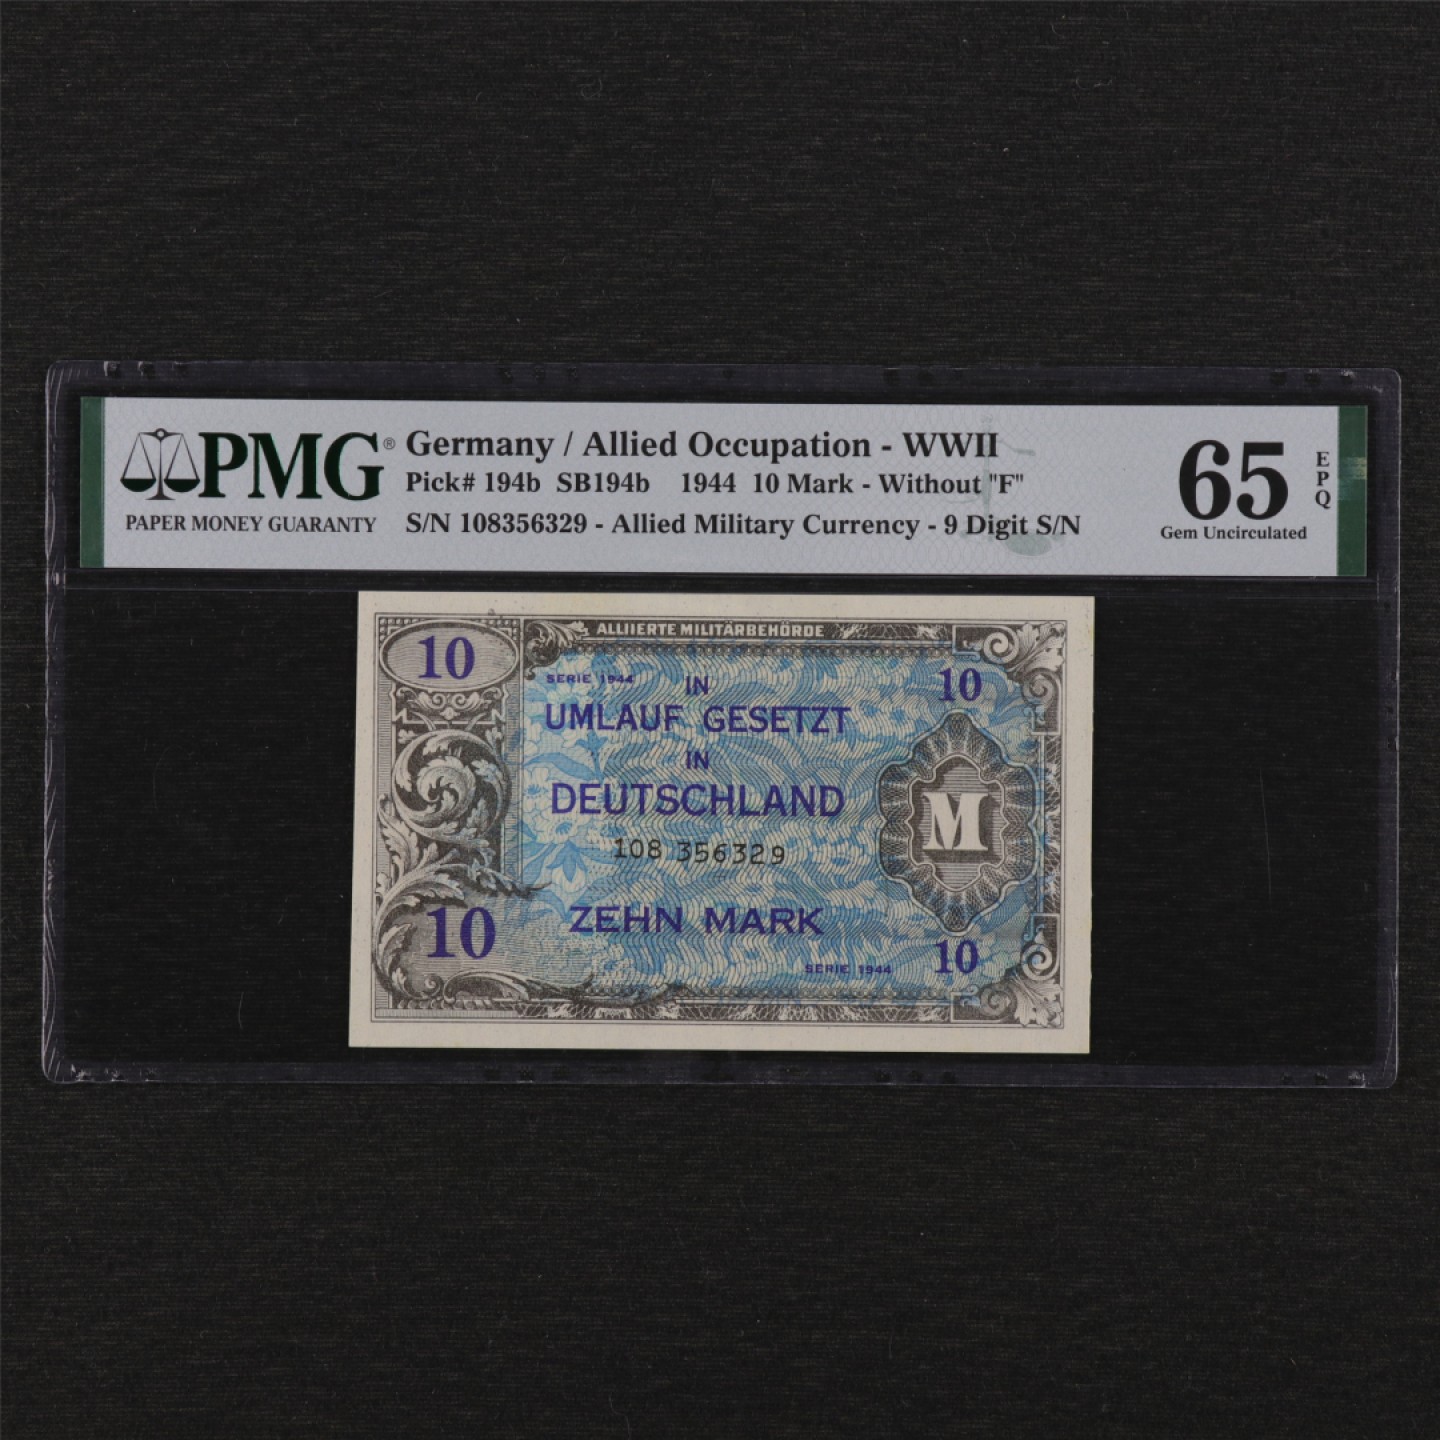 PMG®
PAPER MONEY GUARANTY
Germany / Allied Occupation - WWII
Pick# 194b SB194b 1944 10 Mark - Without "F"
S/N 108356329 - Allied Military Currency - 9 Digit S/N
65
EPQ
Gem Uncirculated
ALLIIERTE MILITÄRBEHÖRDE
10
SERIE 1944
IN
10
UMLAUF GESETZT
IN
DEUTSCHLAND
M
108 356329
10
ZEHN MARK
SERIE 1944
10